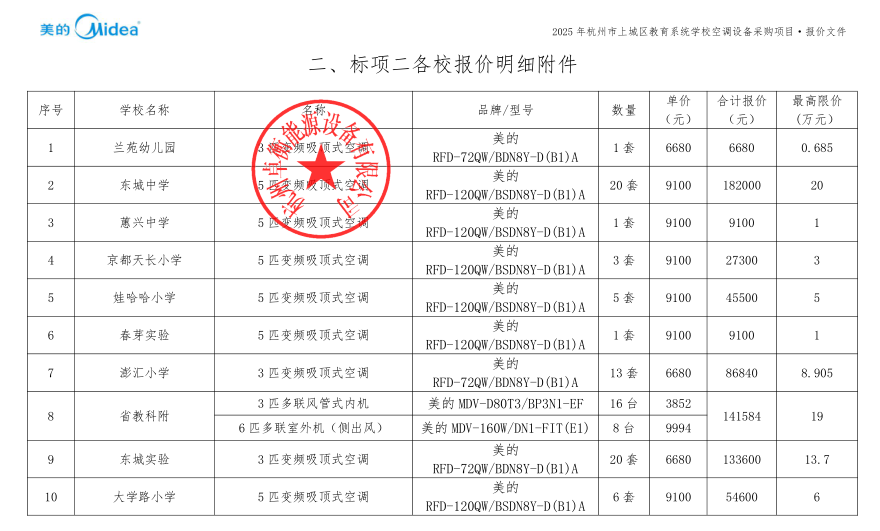 美的 Midea
2025 年杭州市上城区教育系统学校空调设备采购项目·报价文件
二、标项二各校报价明细附件
序号 学校名称 名称 品牌/型号 数量 单价（元） 合计报价（元） 最高限价(万元)
1 兰苑幼儿园 3 匹变频吸顶式空调 美的 RFD-72QW/BDN8Y-D(B1)A 1 套 6680 6680 0.685
2 东城中学 5 匹变频吸顶式空调 美的 RFD-120QW/BSDN8Y-D(B1)A 20 套 9100 182000 20
3 蕙兴中学 5 匹变频吸顶式空调 美的 RFD-120QW/BSDN8Y-D(B1)A 1 套 9100 9100 1
4 京都天长小学 5 匹变频吸顶式空调 美的 RFD-120QW/BSDN8Y-D(B1)A 3 套 9100 27300 3
5 娃哈哈小学 5 匹变频吸顶式空调 美的 RFD-120QW/BSDN8Y-D(B1)A 5 套 9100 45500 5
6 春芽实验 5 匹变频吸顶式空调 美的 RFD-120QW/BSDN8Y-D(B1)A 1 套 9100 9100 1
7 澎汇小学 3 匹变频吸顶式空调 美的 RFD-72QW/BDN8Y-D(B1)A 13 套 6680 86840 8.905
8 省教科附 3 匹多联风管式内机 美的 MDV-D80T3/BP3N1-EF 16 台 3852 141584 19
6 匹多联室外机（侧出风） 美的 MDV-160W/DN1-FIT(E1) 8 台 9994
9 东城实验 3 匹变频吸顶式空调 美的 RFD-72QW/BDN8Y-D(B1)A 20 套 6680 133600 13.7
10 大学路小学 5 匹变频吸顶式空调 美的 RFD-120QW/BSDN8Y-D(B1)A 6 套 9100 54600 6
杭州卓衡能源设备有限公司